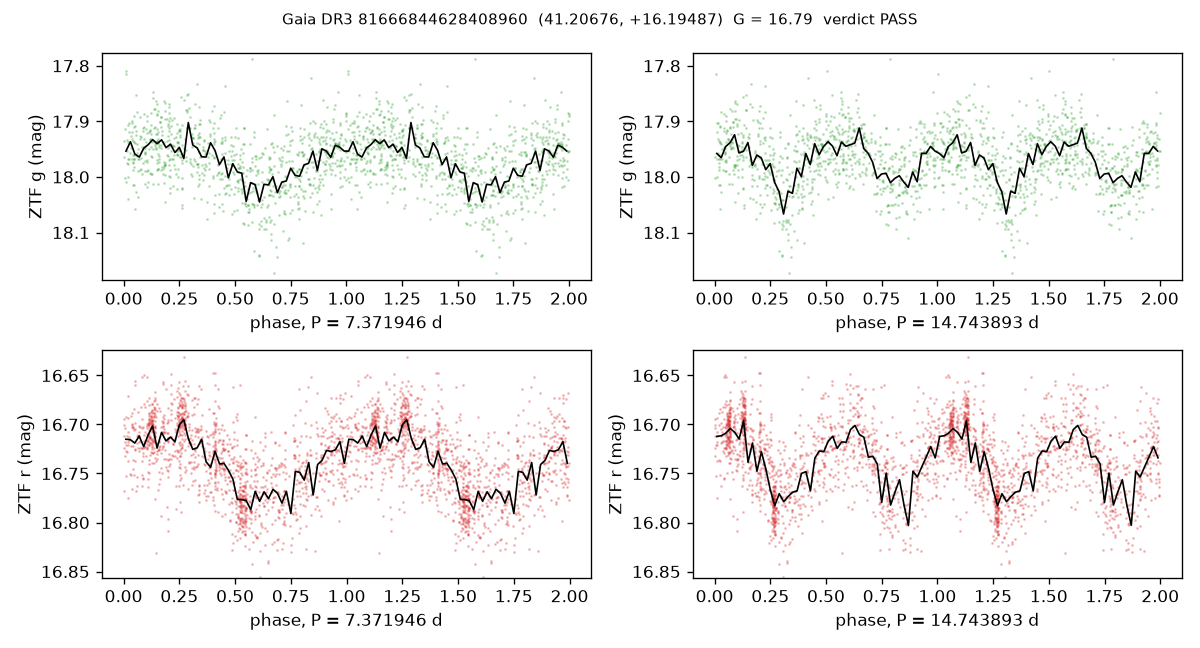 Gaia DR3 81666844628408960  (41.20676, +16.19487)  G = 16.79  verdict PASS
ZTF g (mag)
17.8
17.9
18.0
18.1
0.00 0.25 0.50 0.75 1.00 1.25 1.50 1.75 2.00
phase, P = 7.371946 d
ZTF g (mag)
17.8
17.9
18.0
18.1
0.00 0.25 0.50 0.75 1.00 1.25 1.50 1.75 2.00
phase, P = 14.743893 d
ZTF r (mag)
16.65
16.70
16.75
16.80
16.85
0.00 0.25 0.50 0.75 1.00 1.25 1.50 1.75 2.00
phase, P = 7.371946 d
ZTF r (mag)
16.65
16.70
16.75
16.80
16.85
0.00 0.25 0.50 0.75 1.00 1.25 1.50 1.75 2.00
phase, P = 14.743893 d